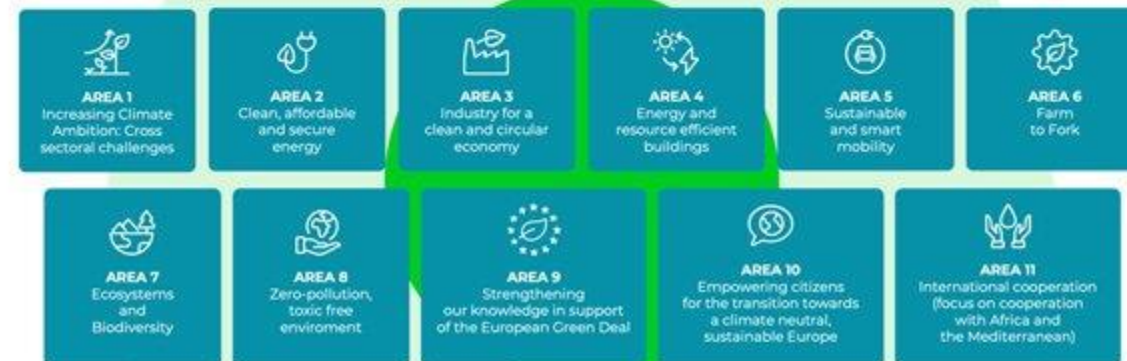 AREA 1
Increasing Climate
Ambition: Cross
sectoral challenges
AREA 2
Clean, affordable
and secure
energy
AREA 3
Industry for a
clean and circular
economy
AREA 4
Energy and
resource efficient
buildings
AREA 5
Sustainable
and smart
mobility
AREA 6
Farm
to Fork
AREA 7
Ecosystems
and
Biodiversity
AREA 8
Zero-pollution,
toxic free
enviroment
AREA 9
Strengthening
our knowledge in support
of the European Green Deal
AREA 10
Empowering citizens
for the transition towards
a climate neutral,
sustainable Europe
AREA 11
International cooperation
(focus on cooperation
with Africa and
the Mediterranean)